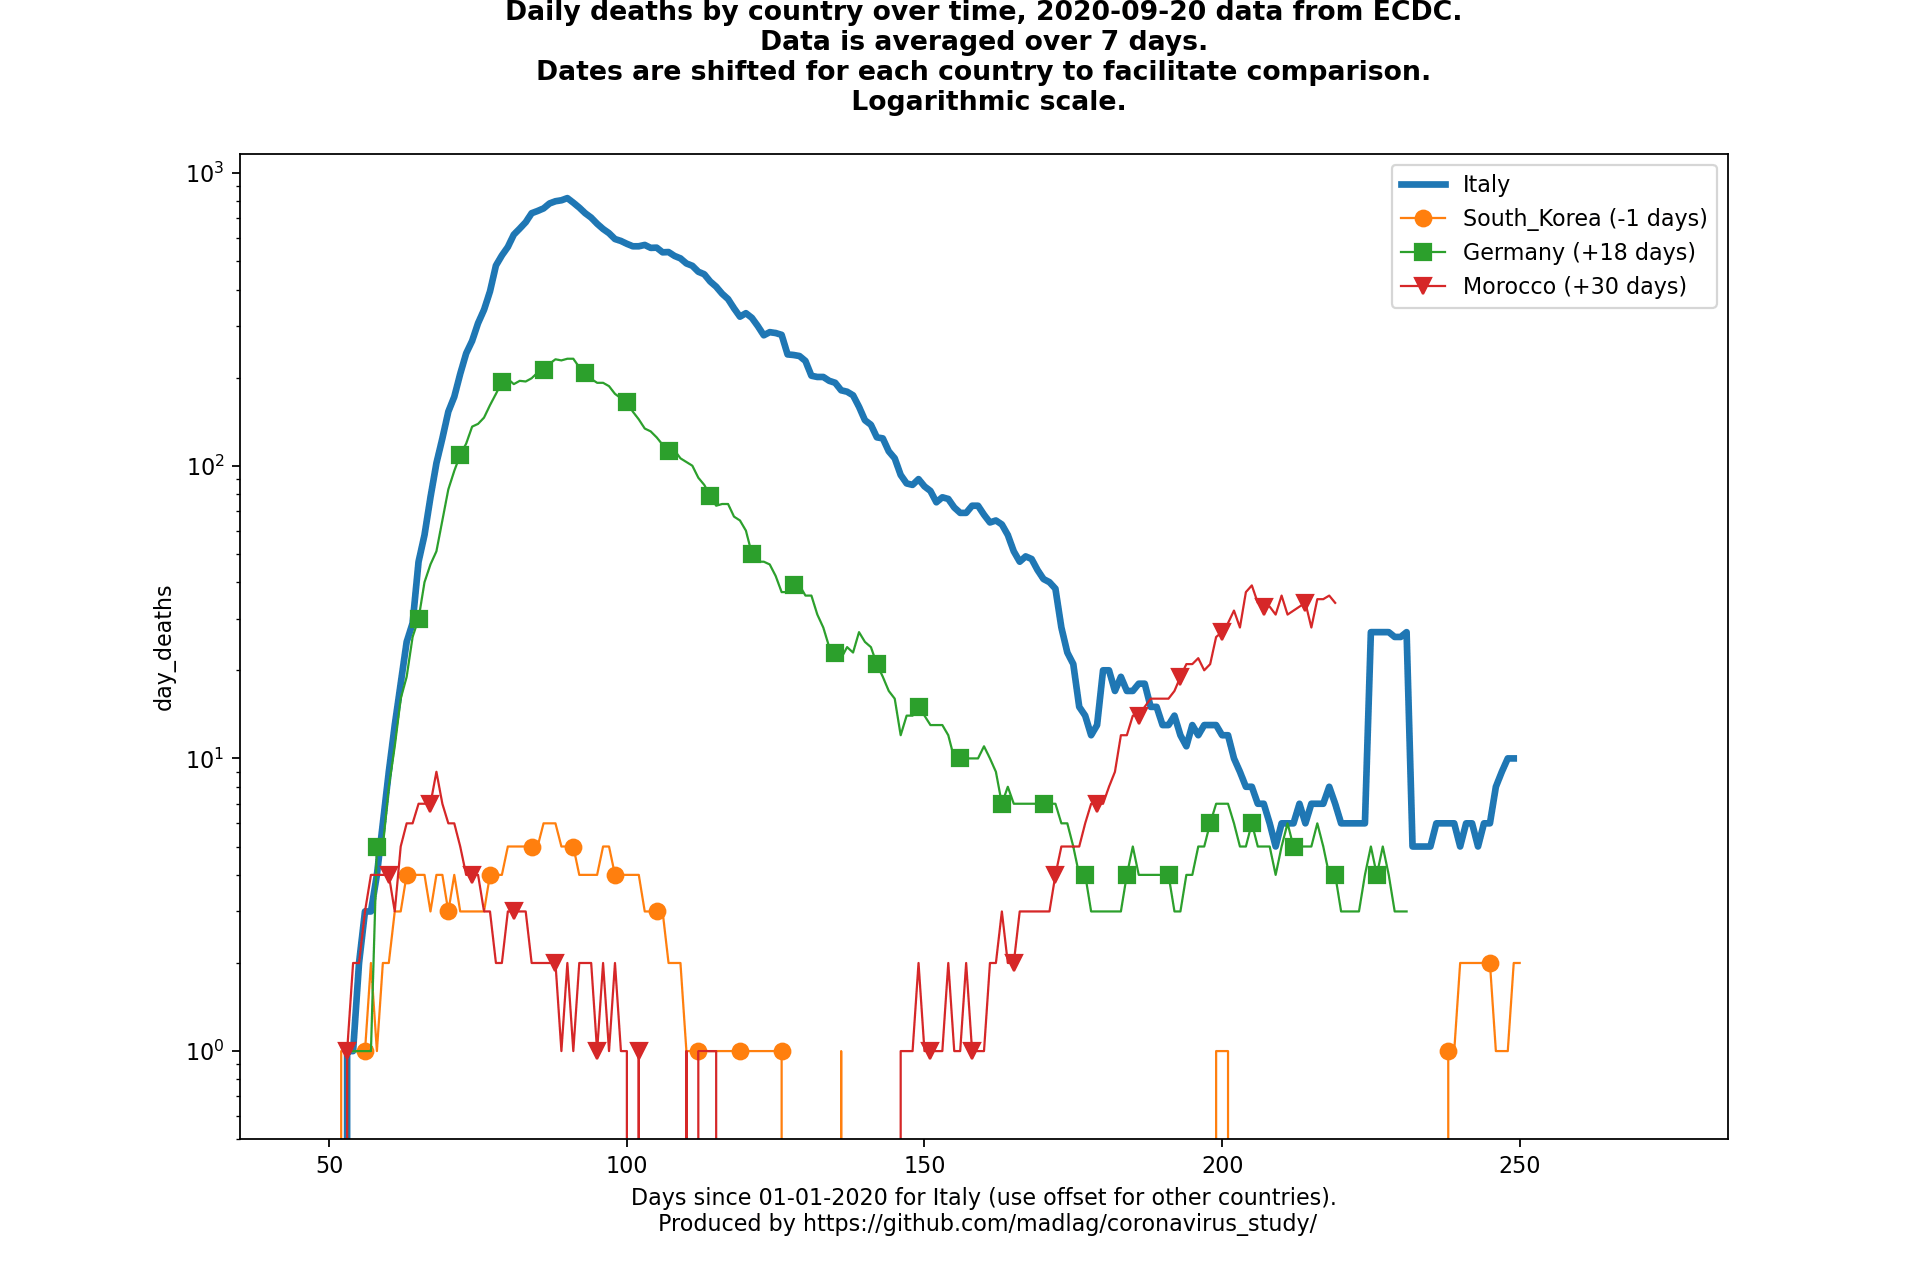 Daily deaths by country over time, 2020-09-20 data from ECDC.
Data is averaged over 7 days.
Dates are shifted for each country to facilitate comparison.
Logarithmic scale.
10³
10²
10¹
10⁰
day_deaths
Italy
South_Korea (-1 days)
Germany (+18 days)
Morocco (+30 days)
50
100
150
200
250
Days since 01-01-2020 for Italy (use offset for other countries).
Produced by https://github.com/madlag/coronavirus_study/